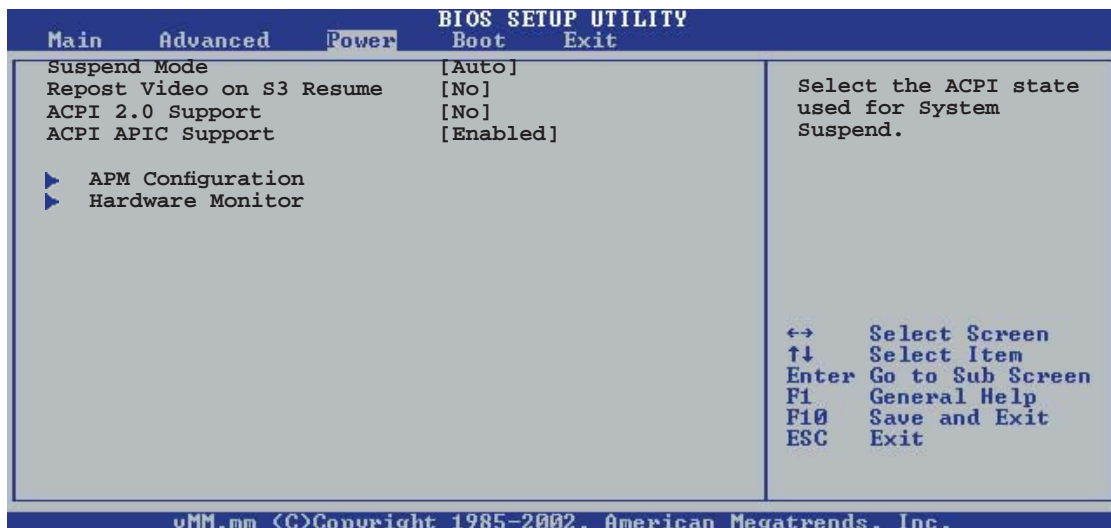 BIOS SETUP UTILITY
Main Advanced Power Boot Exit
Suspend Mode [Auto]
Repost Video on S3 Resume [No]
ACPI 2.0 Support [No]
ACPI APIC Support [Enabled]
APM Configuration
Hardware Monitor
Select the ACPI state
used for System
Suspend.
←→ Select Screen
↑↓ Select Item
Enter Go to Sub Screen
F1 General Help
F10 Save and Exit
ESC Exit
vMM.mm (C)Copyright 1985-2002, American Megatrends, Inc.